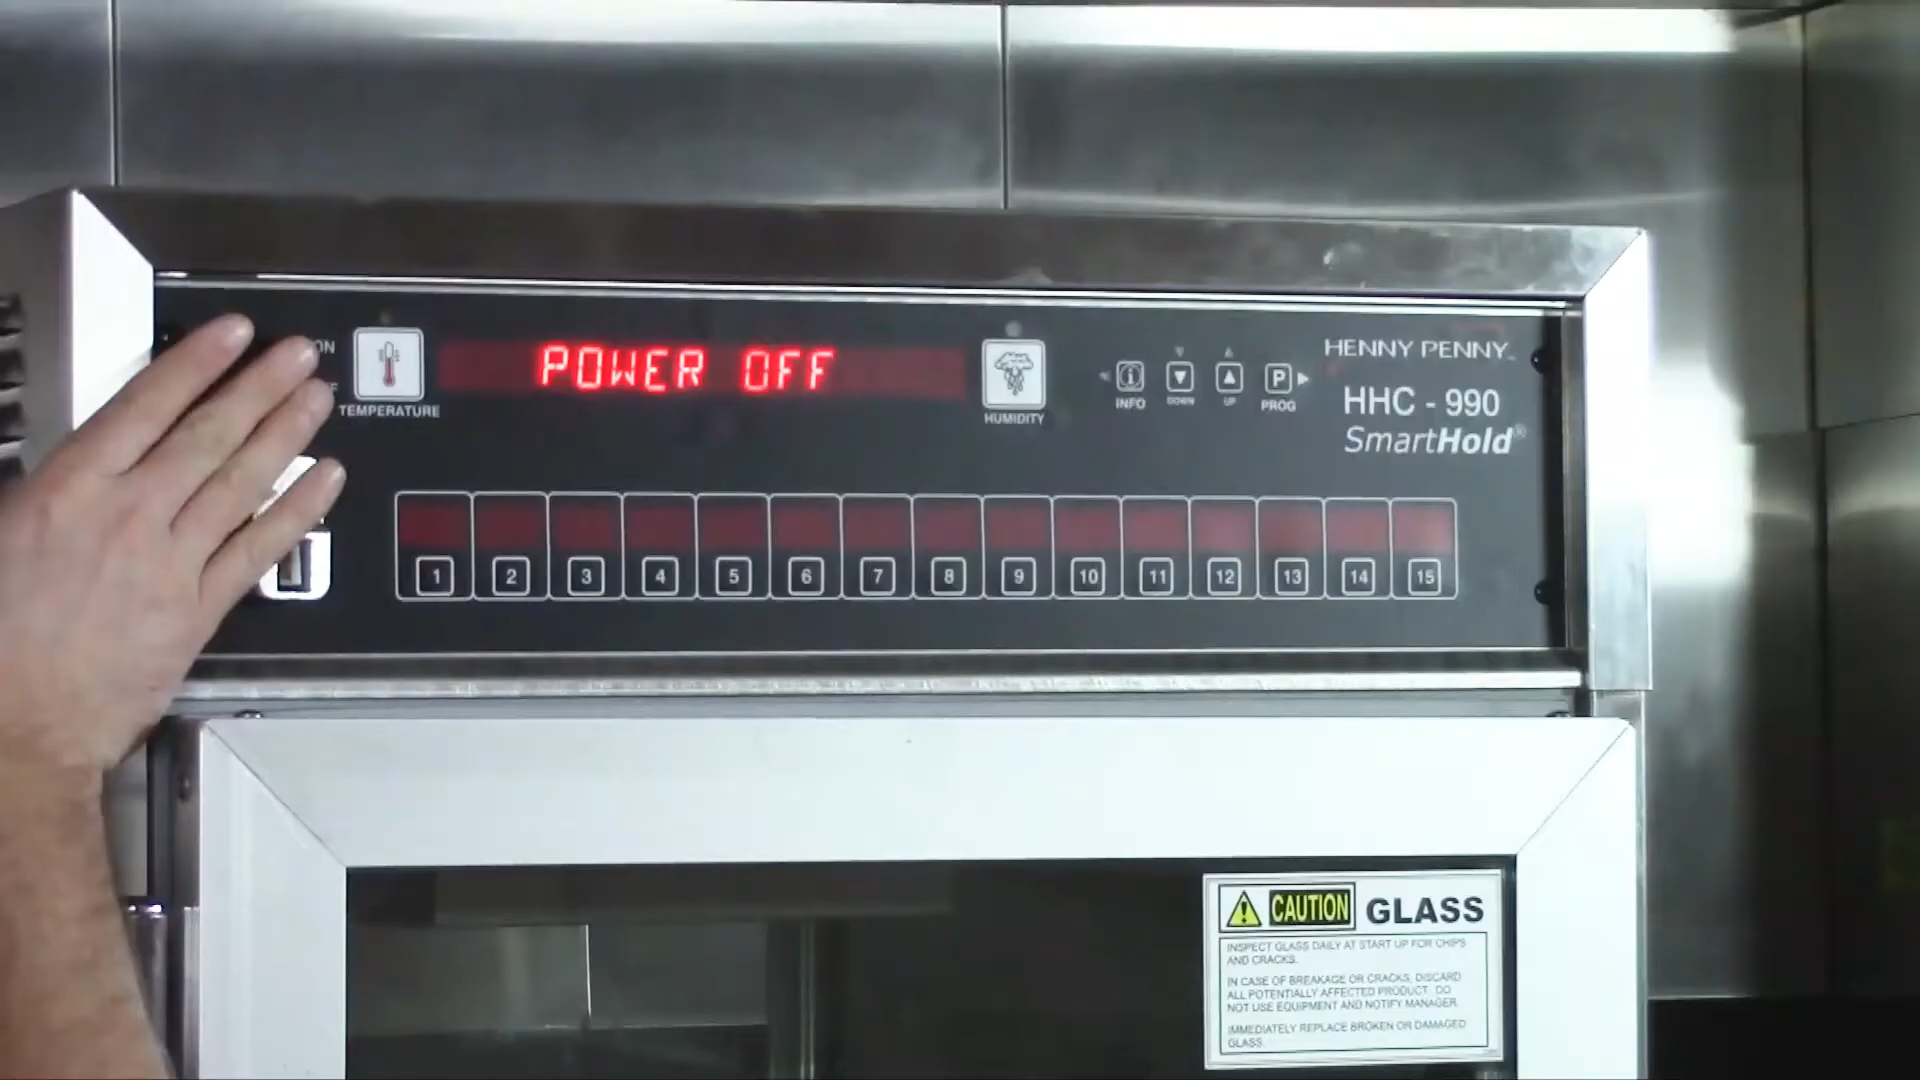 ON
TEMPERATURE
POWER OFF
HUMIDITY
INFO
DOWN
UP
P
PROG
HENNY PENNY
HHC - 990
SmartHold®
1 2 3 4 5 6 7 8 9 10 11 12 13 14 15
CAUTION GLASS
INSPECT GLASS DAILY AT START UP FOR CHIPS
AND CRACKS.
IN CASE OF BREAKAGE OR CRACKS, DISCARD
ALL POTENTIALLY AFFECTED PRODUCT. DO
NOT USE EQUIPMENT AND NOTIFY MANAGER.
IMMEDIATELY REPLACE BROKEN OR DAMAGED
GLASS.